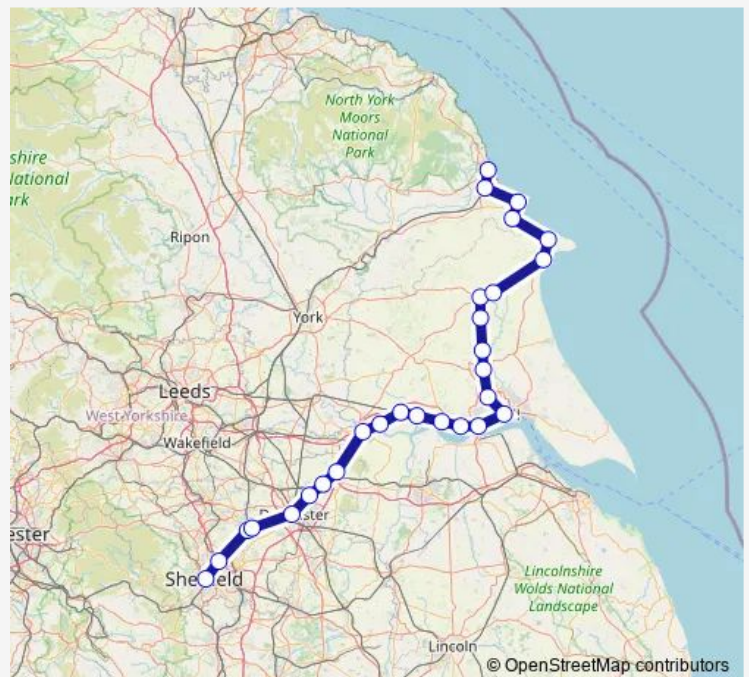 North York
Moors
National
Park
shire
National
ark
Ripon
York
Leeds
West Yorkshire
Wakefield
ster
ester
Sheffield
Lincolnshire
Wolds National
Landscape
Lincoln
© OpenStreetMap contributors